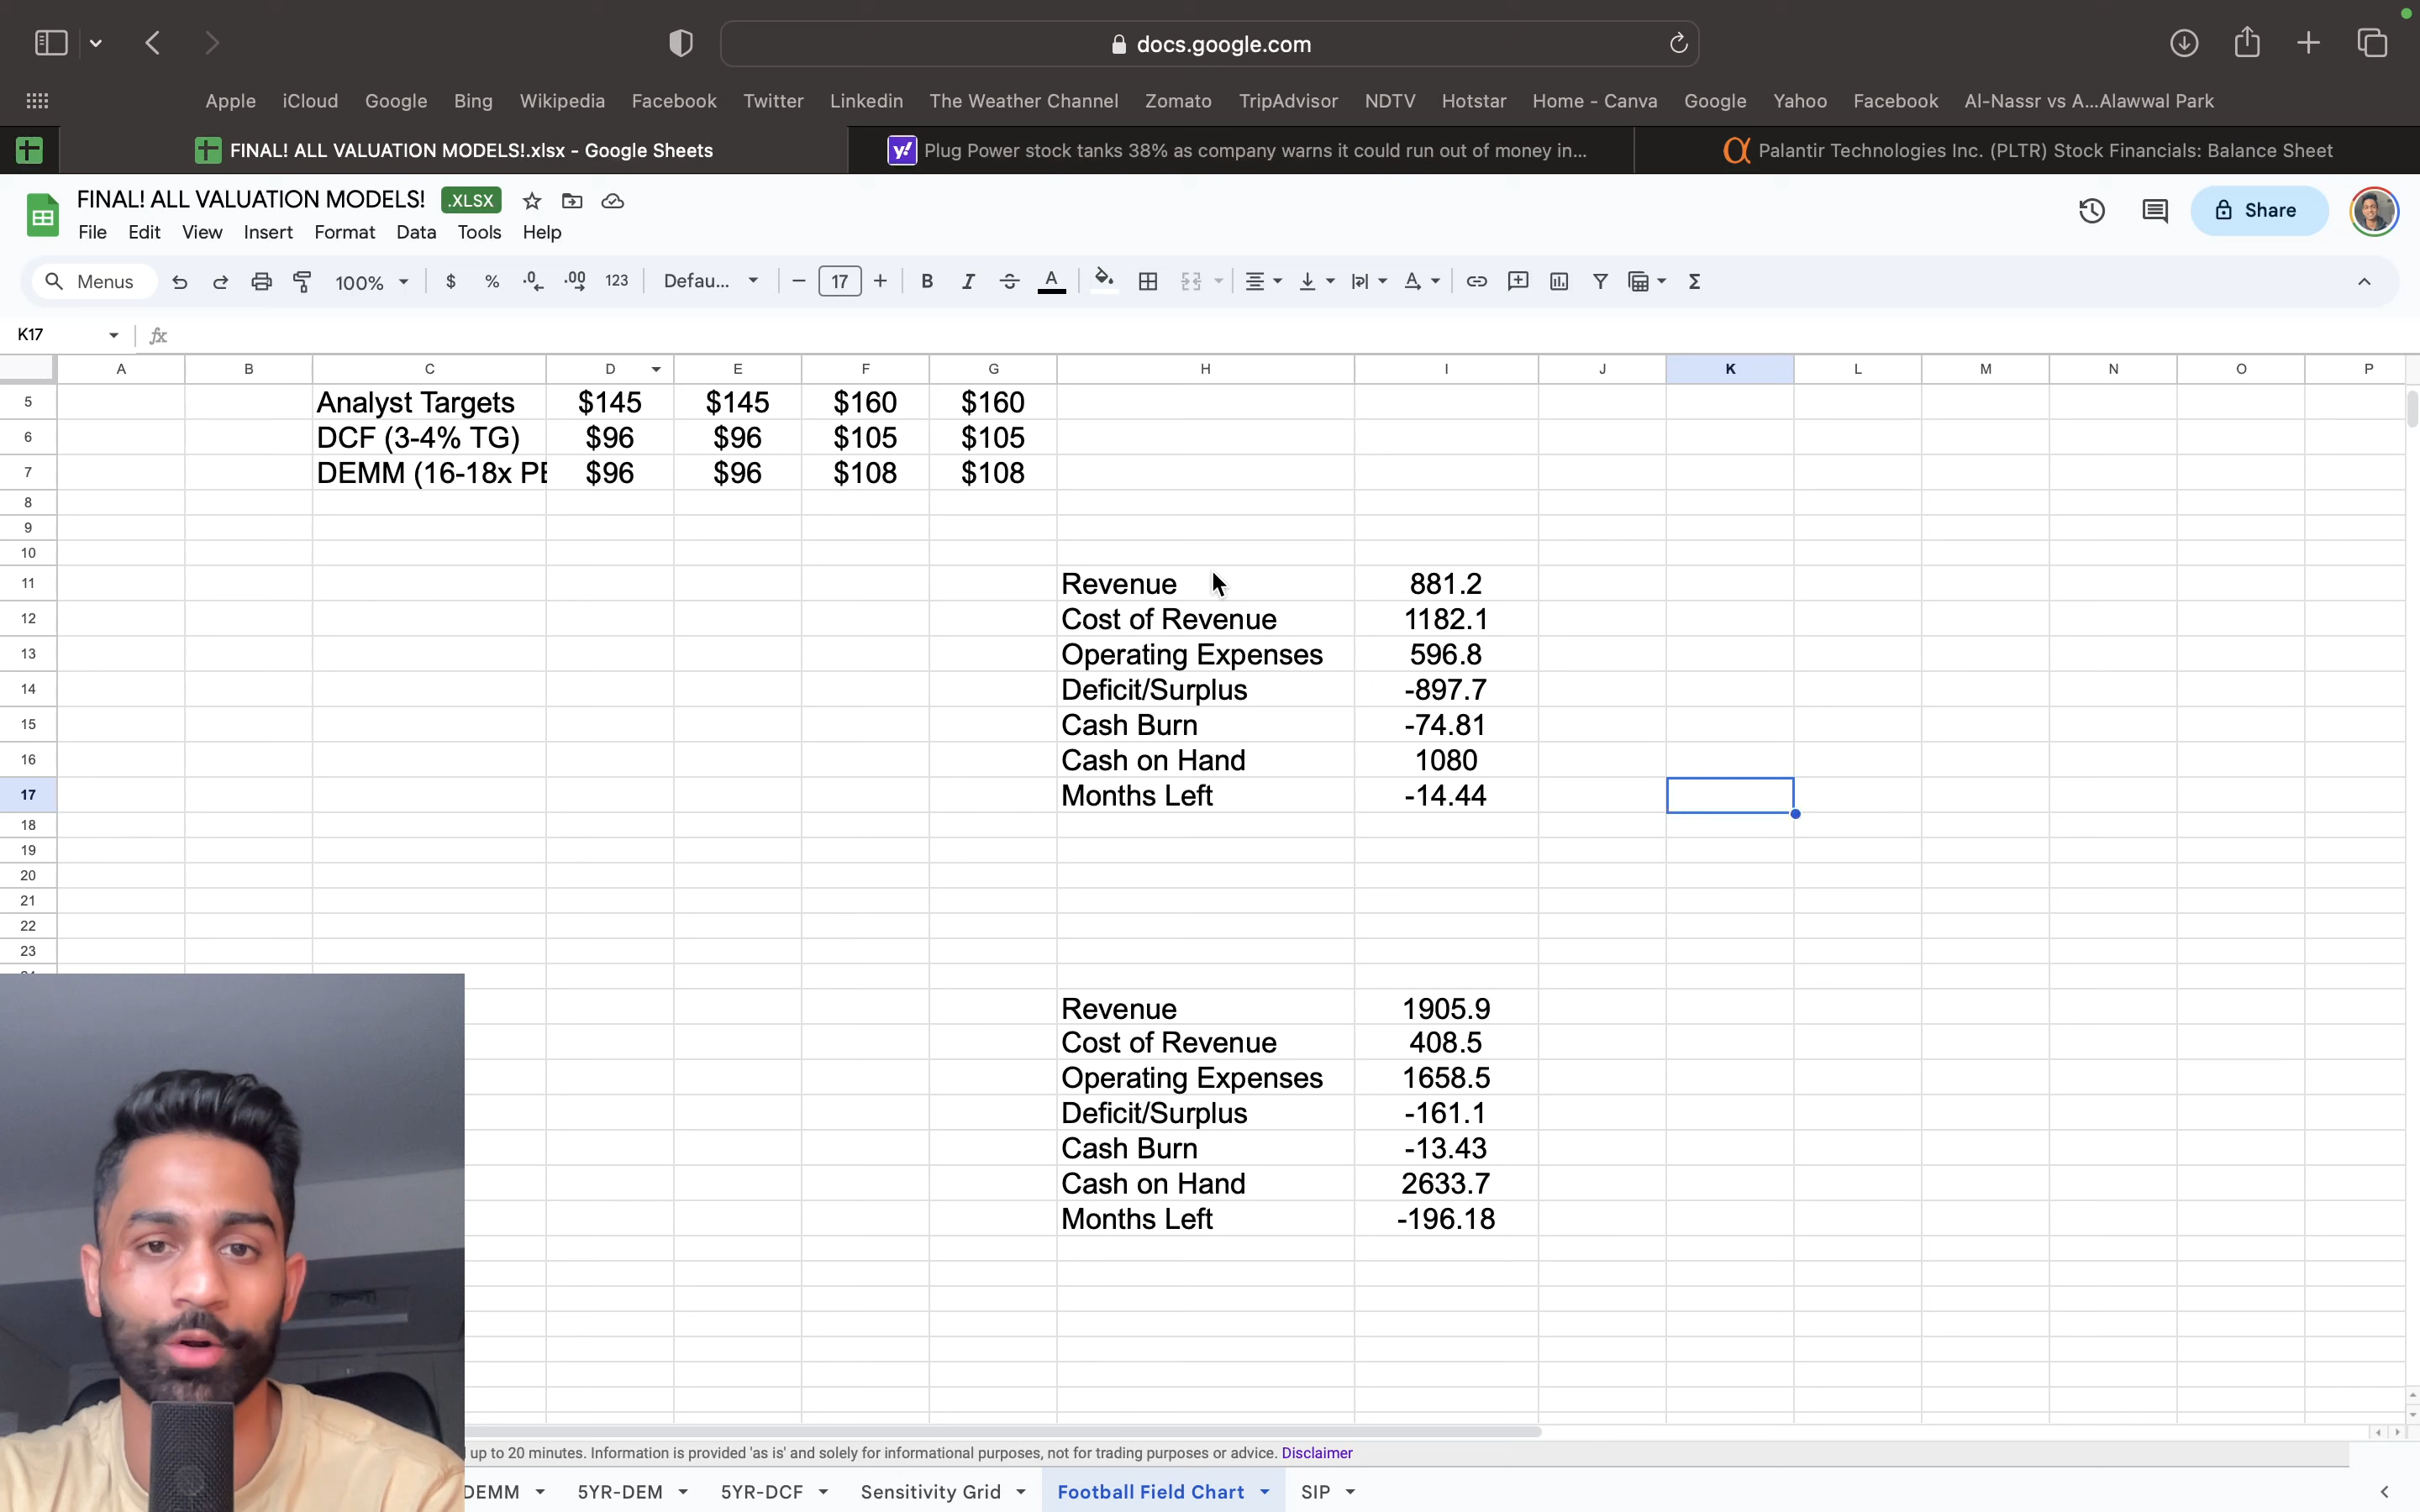 docs.google.com
Apple iCloud Google Bing Wikipedia Facebook Twitter Linkedin The Weather Channel Zomato TripAdvisor NDTV Hotstar Home - Canva Google Yahoo Facebook Al-Nassr vs A...Alawwal Park
FINAL! ALL VALUATION MODELS!.xlsx - Google Sheets
Plug Power stock tanks 38% as company warns it could run out of money in...
Palantir Technologies Inc. (PLTR) Stock Financials: Balance Sheet
FINAL! ALL VALUATION MODELS! .XLSX
Share
File Edit View Insert Format Data Tools Help
Menus 100% $ % .0 .00 123 Defau... 17 B I S A A Σ
K17 fx
A B C D E F G H I J K L M N O P
5 Analyst Targets $145 $145 $160 $160
6 DCF (3-4% TG) $96 $96 $105 $105
7 DEMM (16-18x PE $96 $96 $108 $108
8
9
10
11 Revenue 881.2
12 Cost of Revenue 1182.1
13 Operating Expenses 596.8
14 Deficit/Surplus -897.7
15 Cash Burn -74.81
16 Cash on Hand 1080
17 Months Left -14.44
18
19
20
21
22
23
Revenue 1905.9
Cost of Revenue 408.5
Operating Expenses 1658.5
Deficit/Surplus -161.1
Cash Burn -13.43
Cash on Hand 2633.7
Months Left -196.18
up to 20 minutes. Information is provided 'as is' and solely for informational purposes, not for trading purposes or advice. Disclaimer
DEMM 5YR-DEM 5YR-DCF Sensitivity Grid Football Field Chart SIP